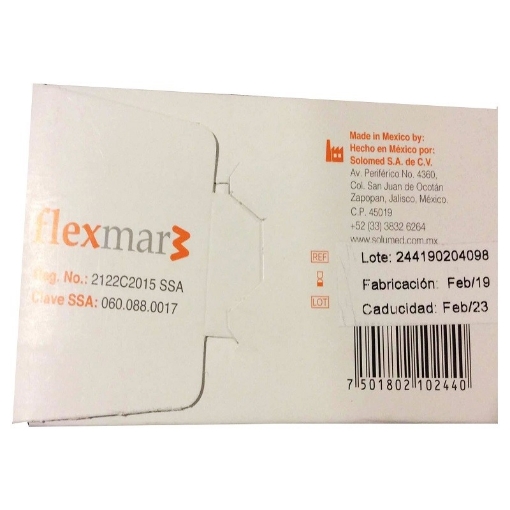 flexmar
Reg. No.: 2122C2015 SSA
Clave SSA: 060.088.0017
Made in Mexico by:
Hecho en México por:
Solomed S.A. de C.V.
Av. Periférico No. 4360,
Col. San Juan de Ocotán
Zapopan, Jalisco, México.
C.P. 45019
+52 (33) 3832 6264
www.solumed.com.mx
REF
LOT
Lote: 244190204098
Fabricación: Feb/19
Caducidad: Feb/23
7 501802 102440